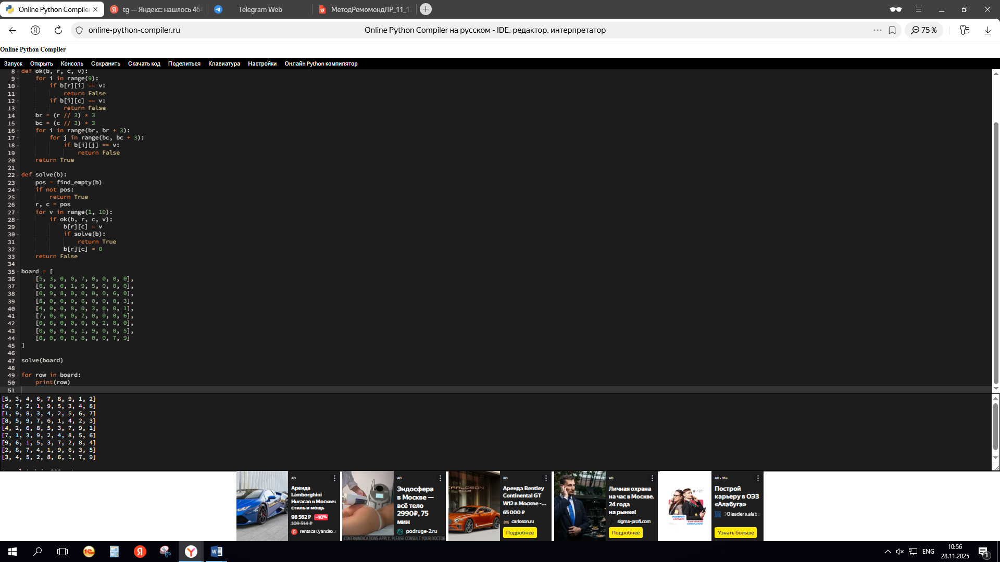 Online Python Compiler
tg — Яндекс: нашлось 464
Telegram Web
МетодРемомендЛР_11_1
online-python-compiler.ru
Online Python Compiler на русском - IDE, редактор, интерпретатор
75 %
Online Python Compiler
Запуск Открыть Консоль Сохранить Скачать код Поделиться Клавиатура Настройки Онлайн Python компилятор
8 def ok(b, r, c, v):
9 for i in range(9):
10 if b[r][i] == v:
11 return False
12 if b[i][c] == v:
13 return False
14 br = (r // 3) * 3
15 bc = (c // 3) * 3
16 for i in range(br, br + 3):
17 for j in range(bc, bc + 3):
18 if b[i][j] == v:
19 return False
20 return True
21
22 def solve(b):
23 pos = find_empty(b)
24 if not pos:
25 return True
26 r, c = pos
27 for v in range(1, 10):
28 if ok(b, r, c, v):
29 b[r][c] = v
30 if solve(b):
31 return True
32 b[r][c] = 0
33 return False
34
35 board = [
36 [5, 3, 0, 0, 7, 0, 0, 0, 0],
37 [6, 0, 0, 1, 9, 5, 0, 0, 0],
38 [0, 9, 8, 0, 0, 0, 0, 6, 0],
39 [8, 0, 0, 0, 6, 0, 0, 0, 3],
40 [4, 0, 0, 8, 0, 3, 0, 0, 1],
41 [7, 0, 0, 0, 2, 0, 0, 0, 6],
42 [0, 6, 0, 0, 0, 0, 2, 8, 0],
43 [0, 0, 0, 4, 1, 9, 0, 0, 5],
44 [0, 0, 0, 0, 8, 0, 0, 7, 9]
45 ]
46
47 solve(board)
48
49 for row in board:
50 print(row)
51
[5, 3, 4, 6, 7, 8, 9, 1, 2]
[6, 7, 2, 1, 9, 5, 3, 4, 8]
[1, 9, 8, 3, 4, 2, 5, 6, 7]
[8, 5, 9, 7, 6, 1, 4, 2, 3]
[4, 2, 6, 8, 5, 3, 7, 9, 1]
[7, 1, 3, 9, 2, 4, 8, 5, 6]
[9, 6, 1, 5, 3, 7, 2, 8, 4]
[2, 8, 7, 4, 1, 9, 6, 3, 5]
[3, 4, 5, 2, 8, 6, 1, 7, 9]
AD
Аренда
Lamborghini
Huracan в Москве:
стиль и мощь
98 562 ₽ -10%
109 514 ₽
rentacar.yandex.r
AD
Эндосфера
в Москве —
всё тело
2990₽, 75
мин
podruge-2.ru
CONTRAINDICATIONS APPLY. PLEASE CONSULT YOUR DOCTOR
CARLOSON
CLUB
AD
Аренда Bentley
Continental GT
W12 в Москве -...
65 000 ₽
carloson.ru
Подробнее
AD
Личная охрана
на час в Москве.
24 года
на рынке!
sigma-profi.com
Подробнее
ПОСТРОЙ
КАРЬЕРУ
В КРУПНОЙ
КОМПАНИИ
AD • 16+
Построй
карьеру в ОЭЗ
«Алабуга»
Oleaders.alabu
Узнать больше
ENG
10:56
28.11.2025
1